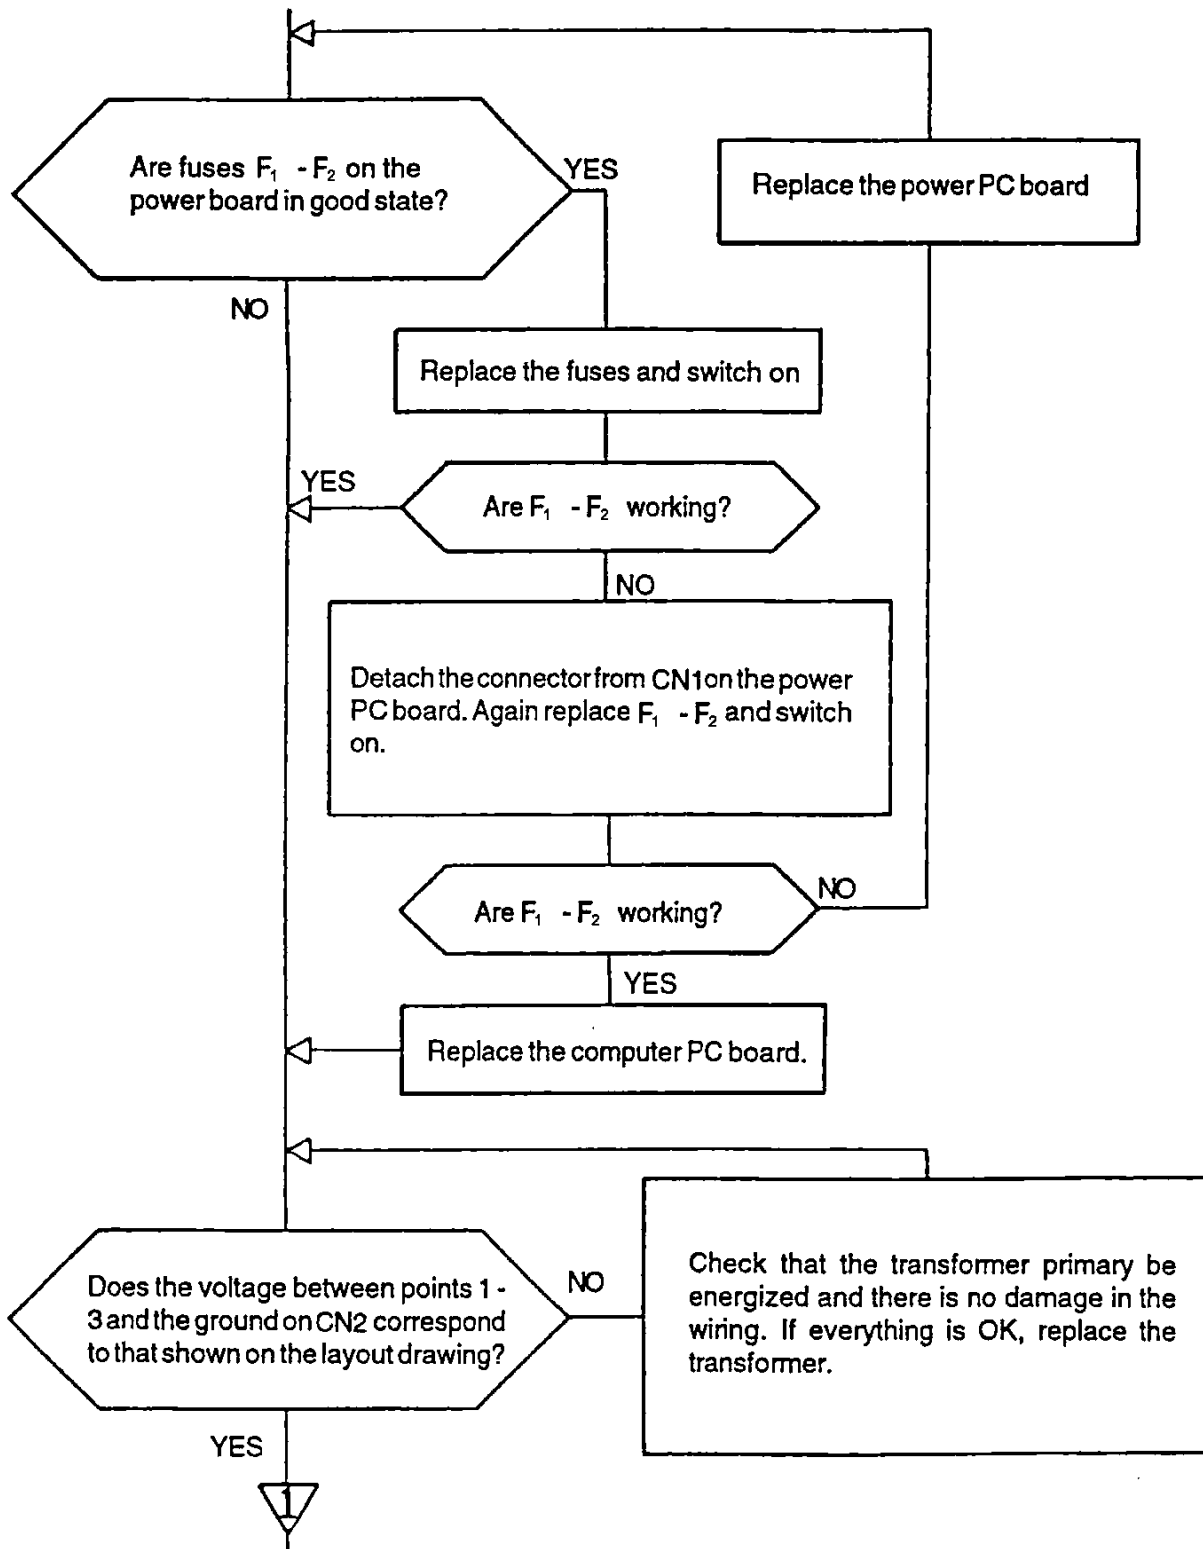 Are fuses F₁ - F₂ on the
power board in good state?
YES
Replace the power PC board
NO
Replace the fuses and switch on
YES
Are F₁ - F₂ working?
NO
Detach the connector from CN1 on the power
PC board. Again replace F₁ - F₂ and switch
on.
Are F₁ - F₂ working?
NO
YES
Replace the computer PC board.
Does the voltage between points 1 -
3 and the ground on CN2 correspond
to that shown on the layout drawing?
NO
Check that the transformer primary be
energized and there is no damage in the
wiring. If everything is OK, replace the
transformer.
YES
1